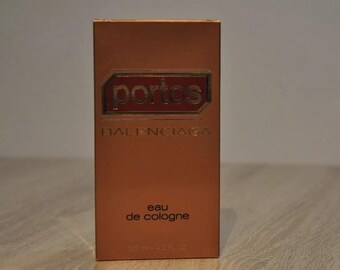 portos
BALENCIAGA
eau
de cologne